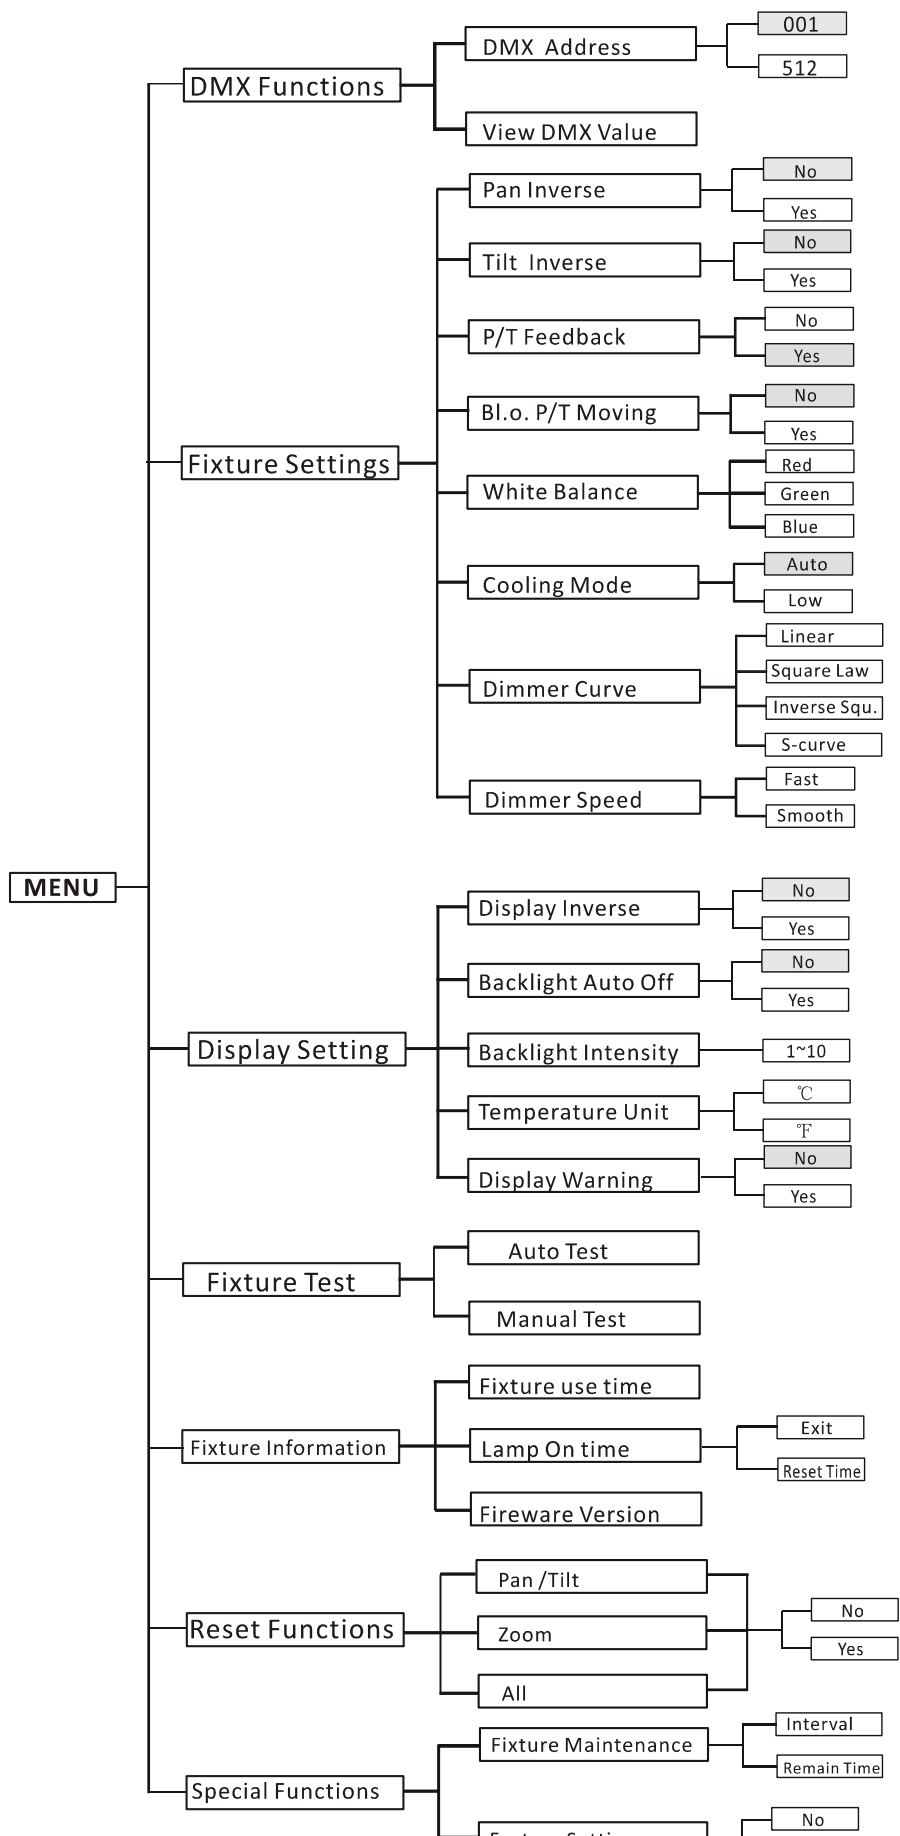 MENU
DMX Functions
DMX Address
001
512
View DMX Value
Fixture Settings
Pan Inverse
No
Yes
Tilt Inverse
No
Yes
P/T Feedback
No
Yes
Bl.o. P/T Moving
No
Yes
White Balance
Red
Green
Blue
Cooling Mode
Auto
Low
Dimmer Curve
Linear
Square Law
Inverse Squ.
S-curve
Dimmer Speed
Fast
Smooth
Display Setting
Display Inverse
No
Yes
Backlight Auto Off
No
Yes
Backlight Intensity
1~10
Temperature Unit
℃
℉
Display Warning
No
Yes
Fixture Test
Auto Test
Manual Test
Fixture Information
Fixture use time
Lamp On time
Exit
Reset Time
Fireware Version
Reset Functions
Pan /Tilt
Zoom
All
No
Yes
Special Functions
Fixture Maintenance
Interval
Remain Time
No